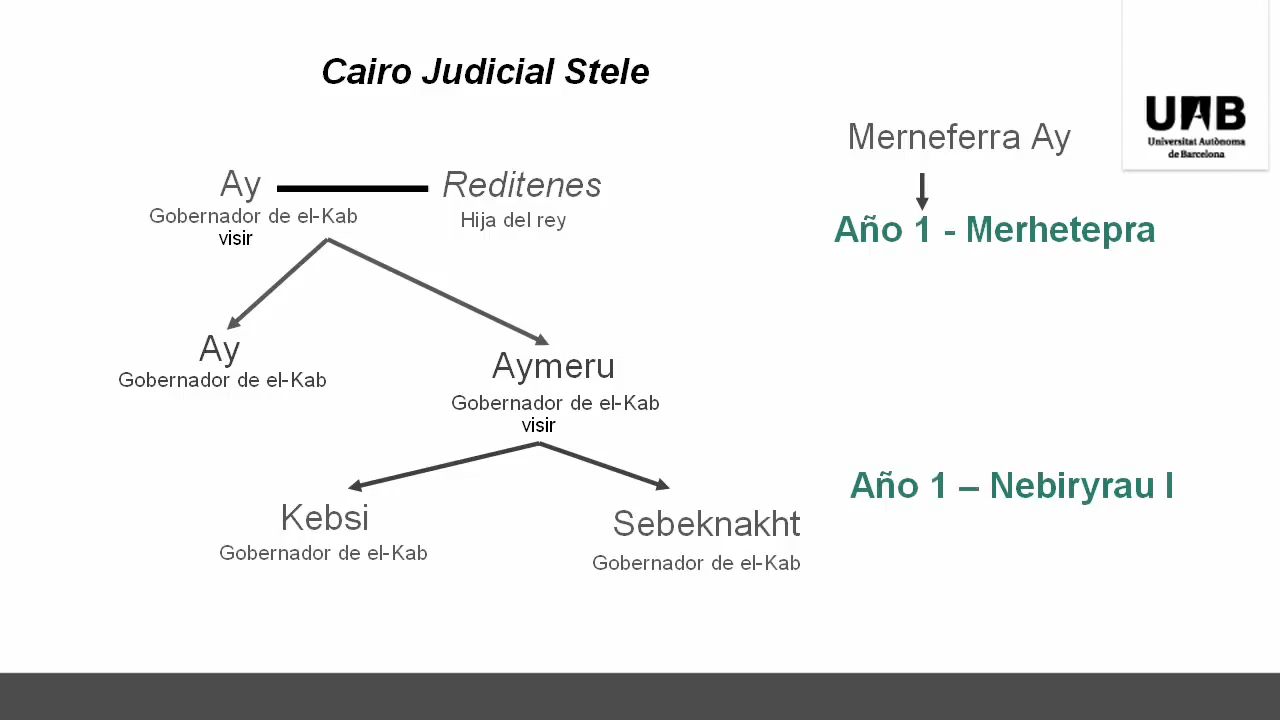 Cairo Judicial Stele
UAB
Universitat Autònoma
de Barcelona
Merneferra Ay
Ay
Reditenes
Gobernador de el-Kab
visir
Hija del rey
Año 1 - Merhetepra
Ay
Gobernador de el-Kab
Aymeru
Gobernador de el-Kab
visir
Año 1 – Nebiryrau I
Kebsi
Gobernador de el-Kab
Sebeknakht
Gobernador de el-Kab